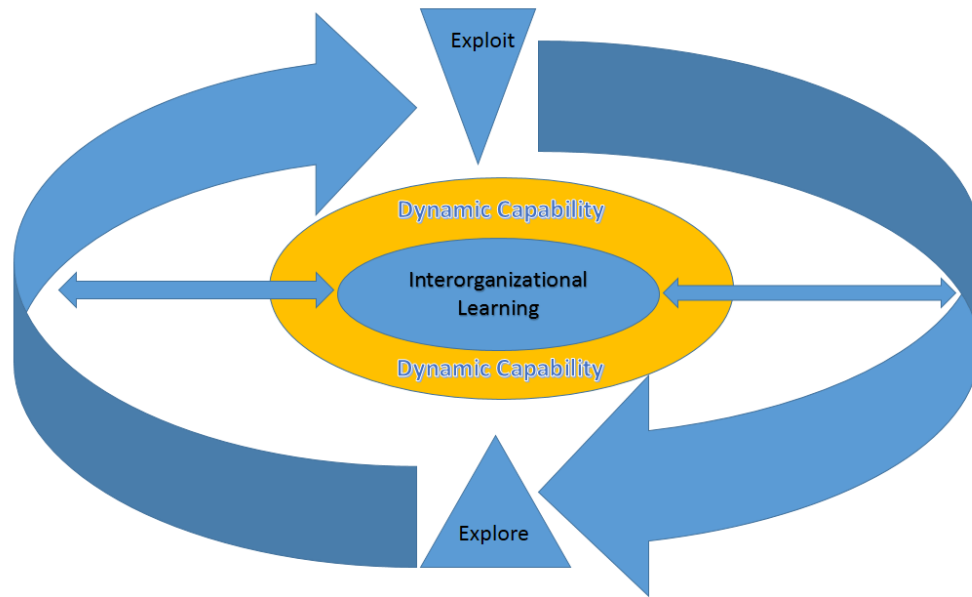 Exploit
Dynamic Capability
Interorganizational
Learning
Dynamic Capability
Explore